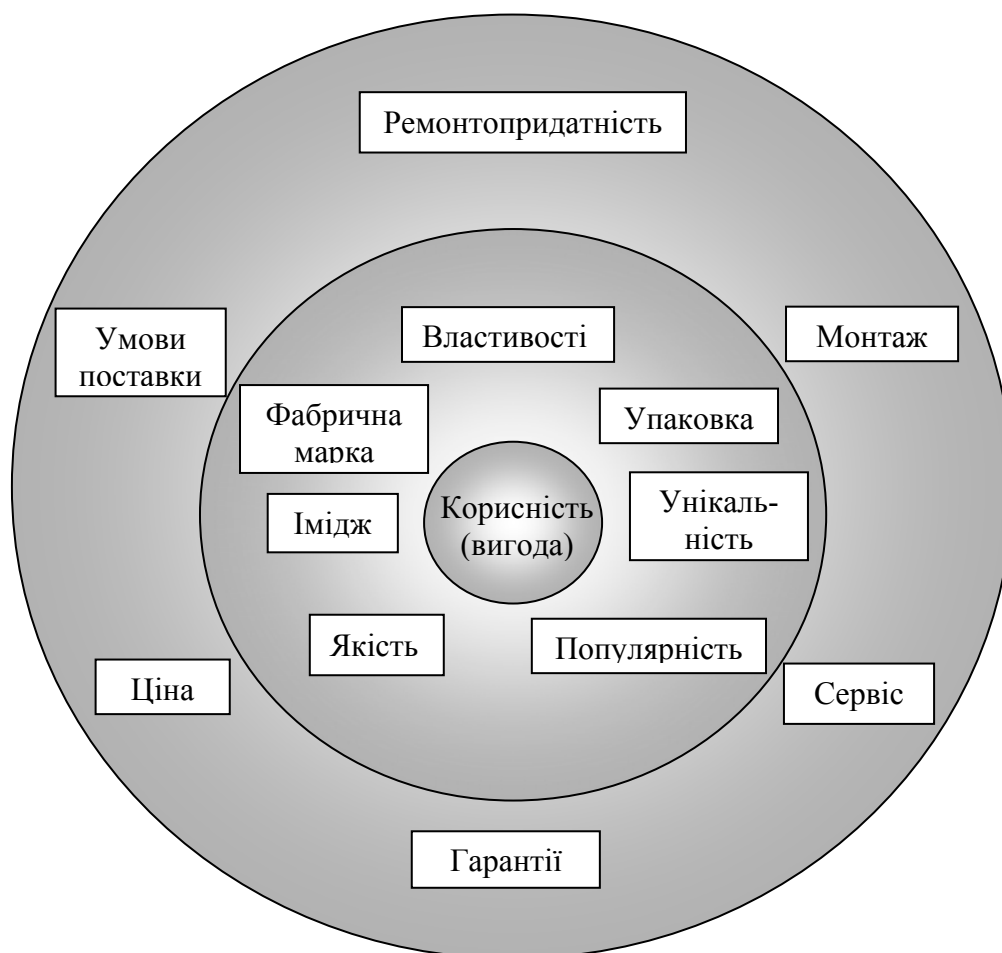 Ремонтопридатність
Умови
поставки
Властивості
Монтаж
Фабрична
марка
Упаковка
Імідж
Корисність
(вигода)
Унікаль-
ність
Якість
Популярність
Ціна
Сервіс
Гарантії